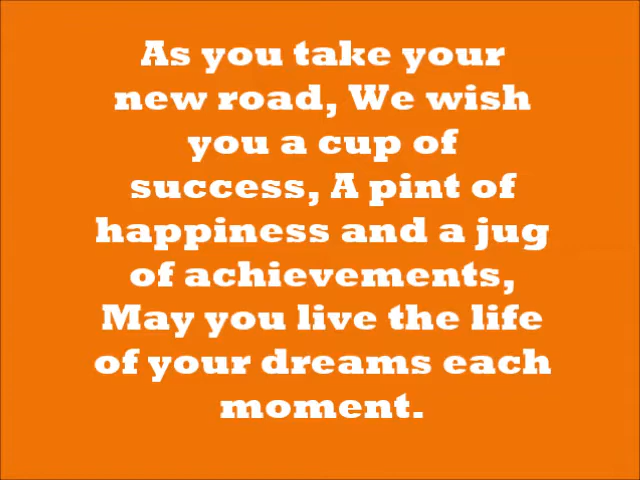 As you take your
new road, We wish
you a cup of
success, A pint of
happiness and a jug
of achievements,
May you live the life
of your dreams each
moment.